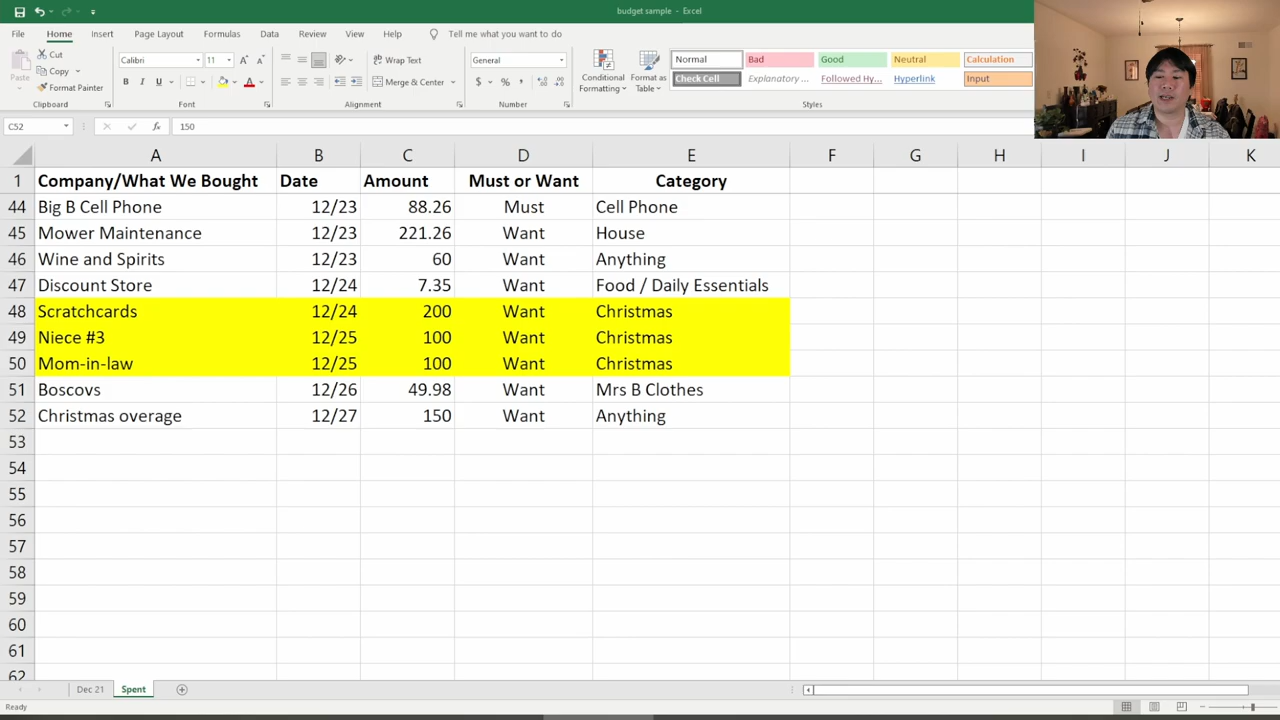 budget sample - Excel
File Home Insert Page Layout Formulas Data Review View Help Tell me what you want to do
Paste
Cut
Copy
Format Painter
Clipboard
Calibri 11
B I U
Font
Wrap Text
Merge & Center
Alignment
General
$ % ,
Number
Conditional Formatting
Format as Table
Normal Bad Good Neutral Calculation
Check Cell Explanatory ... Followed Hy... Hyperlink Input
Styles
C52 fx 150
A B C D E F G H I J K
1 Company/What We Bought Date Amount Must or Want Category
44 Big B Cell Phone 12/23 88.26 Must Cell Phone
45 Mower Maintenance 12/23 221.26 Want House
46 Wine and Spirits 12/23 60 Want Anything
47 Discount Store 12/24 7.35 Want Food / Daily Essentials
48 Scratchcards 12/24 200 Want Christmas
49 Niece #3 12/25 100 Want Christmas
50 Mom-in-law 12/25 100 Want Christmas
51 Boscovs 12/26 49.98 Want Mrs B Clothes
52 Christmas overage 12/27 150 Want Anything
53
54
55
56
57
58
59
60
61
62
Dec 21 Spent
Ready